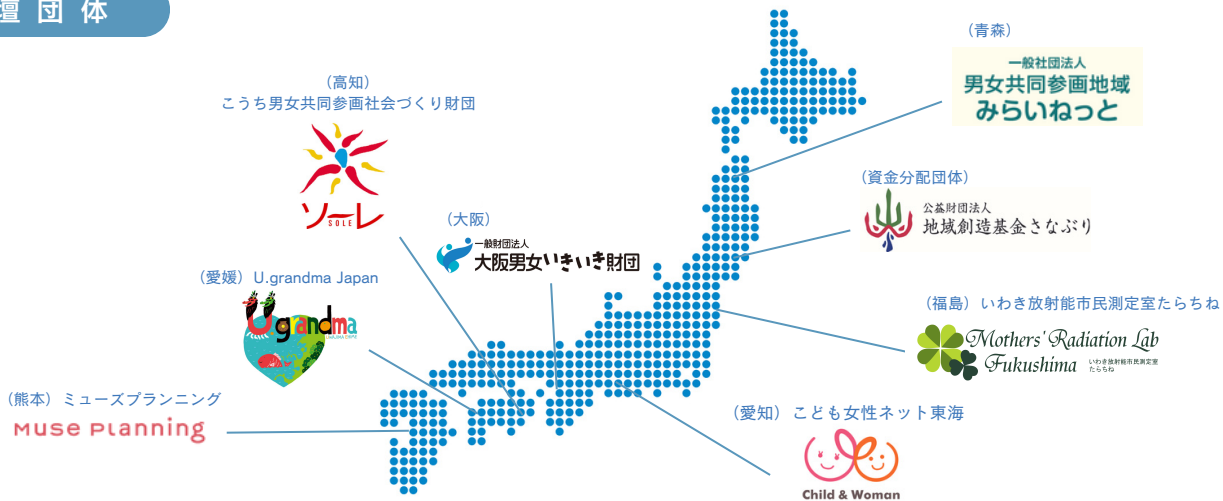 壇団体
(青森)
一般社団法人
男女共同参画地域
みらいねっと
(高知)
こうち男女共同参画社会づくり財団
ソーレ
SOLE
(資金分配団体)
公益財団法人
地域創造基金さなぶり
(大阪)
一般財団法人
大阪男女いきいき財団
(愛媛) U.grandma Japan
Ugrandma
(福島) いわき放射能市民測定室たらちね
Mothers' Radiation Lab
Fukushima
いわき放射能市民測定室
たらちね
(熊本) ミューズプランニング
Muse Planning
(愛知) こども女性ネット東海
Child & Woman